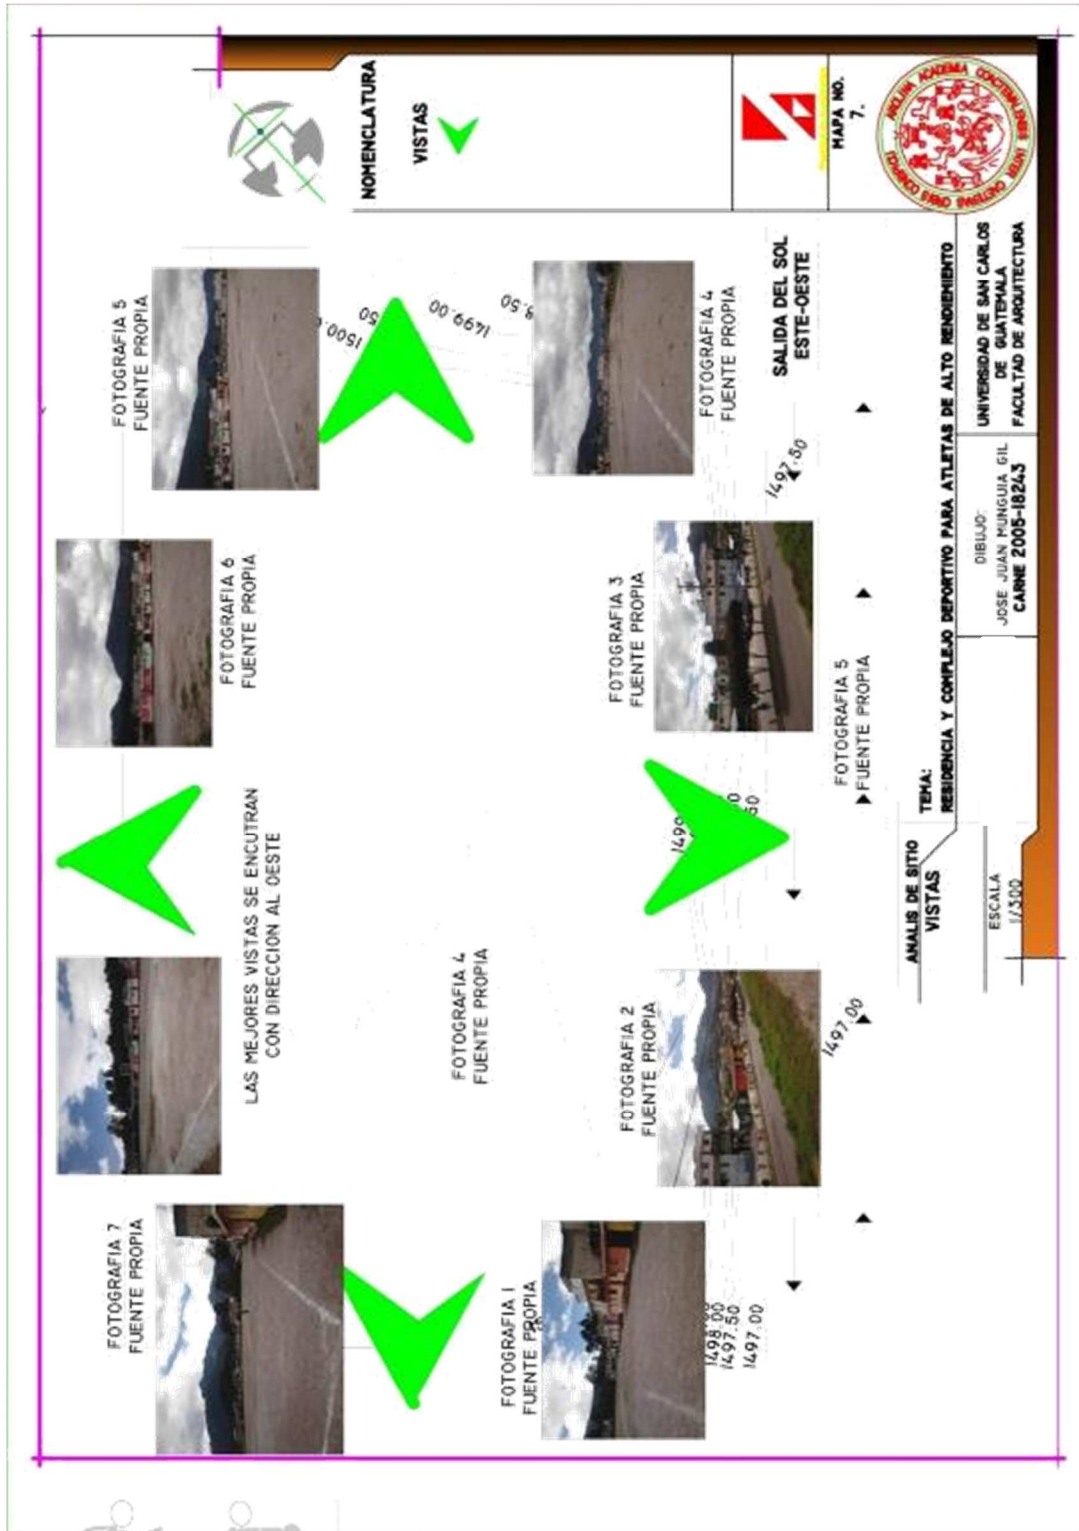 NOMENCLATURA
VISTAS
MAPA NO.
7.
FOTOGRAFIA 5
FUENTE PROPIA
FOTOGRAFIA 6
FUENTE PROPIA
LAS MEJORES VISTAS SE ENCUTRAN
CON DIRECCION AL OESTE
FOTOGRAFIA 7
FUENTE PROPIA
1499.00
FOTOGRAFIA 4
FUENTE PROPIA
SALIDA DEL SOL
ESTE-OESTE
1497.50
FOTOGRAFIA 3
FUENTE PROPIA
FOTOGRAFIA 5
FUENTE PROPIA
FOTOGRAFIA 4
FUENTE PROPIA
FOTOGRAFIA 2
FUENTE PROPIA
1497.00
FOTOGRAFIA 1
FUENTE PROPIA
1498.00
1497.50
1497.00
ANALIS DE SITIO
VISTAS
TEMA:
RESIDENCIA Y COMPLEJO DEPORTIVO PARA ATLETAS DE ALTO RENDIMIENTO
ESCALA
1/500
DIBUJO:
JOSE JUAN MUNGUIA GIL
CARNE 2005-18243
UNIVERSIDAD DE SAN CARLOS
DE GUATEMALA
FACULTAD DE ARQUITECTURA